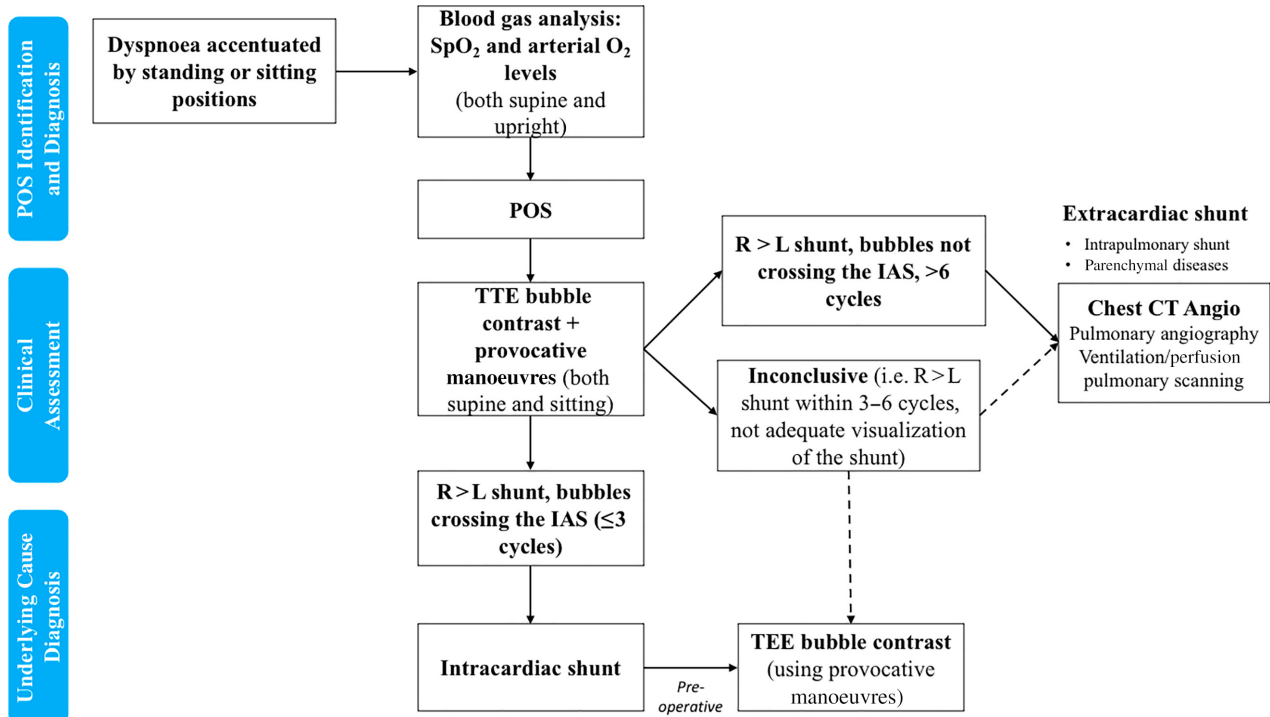 POS Identification
and Diagnosis
Dyspnoea accentuated
by standing or sitting
positions
Blood gas analysis:
SpO₂ and arterial O₂
levels
(both supine and
upright)
POS
Clinical
Assessment
TTE bubble
contrast +
provocative
manoeuvres (both
supine and sitting)
R > L shunt, bubbles not
crossing the IAS, >6
cycles
Inconclusive (i.e. R > L
shunt within 3–6 cycles,
not adequate visualization
of the shunt)
Extracardiac shunt
• Intrapulmonary shunt
• Parenchymal diseases
Chest CT Angio
Pulmonary angiography
Ventilation/perfusion
pulmonary scanning
R > L shunt, bubbles
crossing the IAS (≤3
cycles)
Underlying Cause
Diagnosis
Intracardiac shunt
Pre-
operative
TEE bubble contrast
(using provocative
manoeuvres)